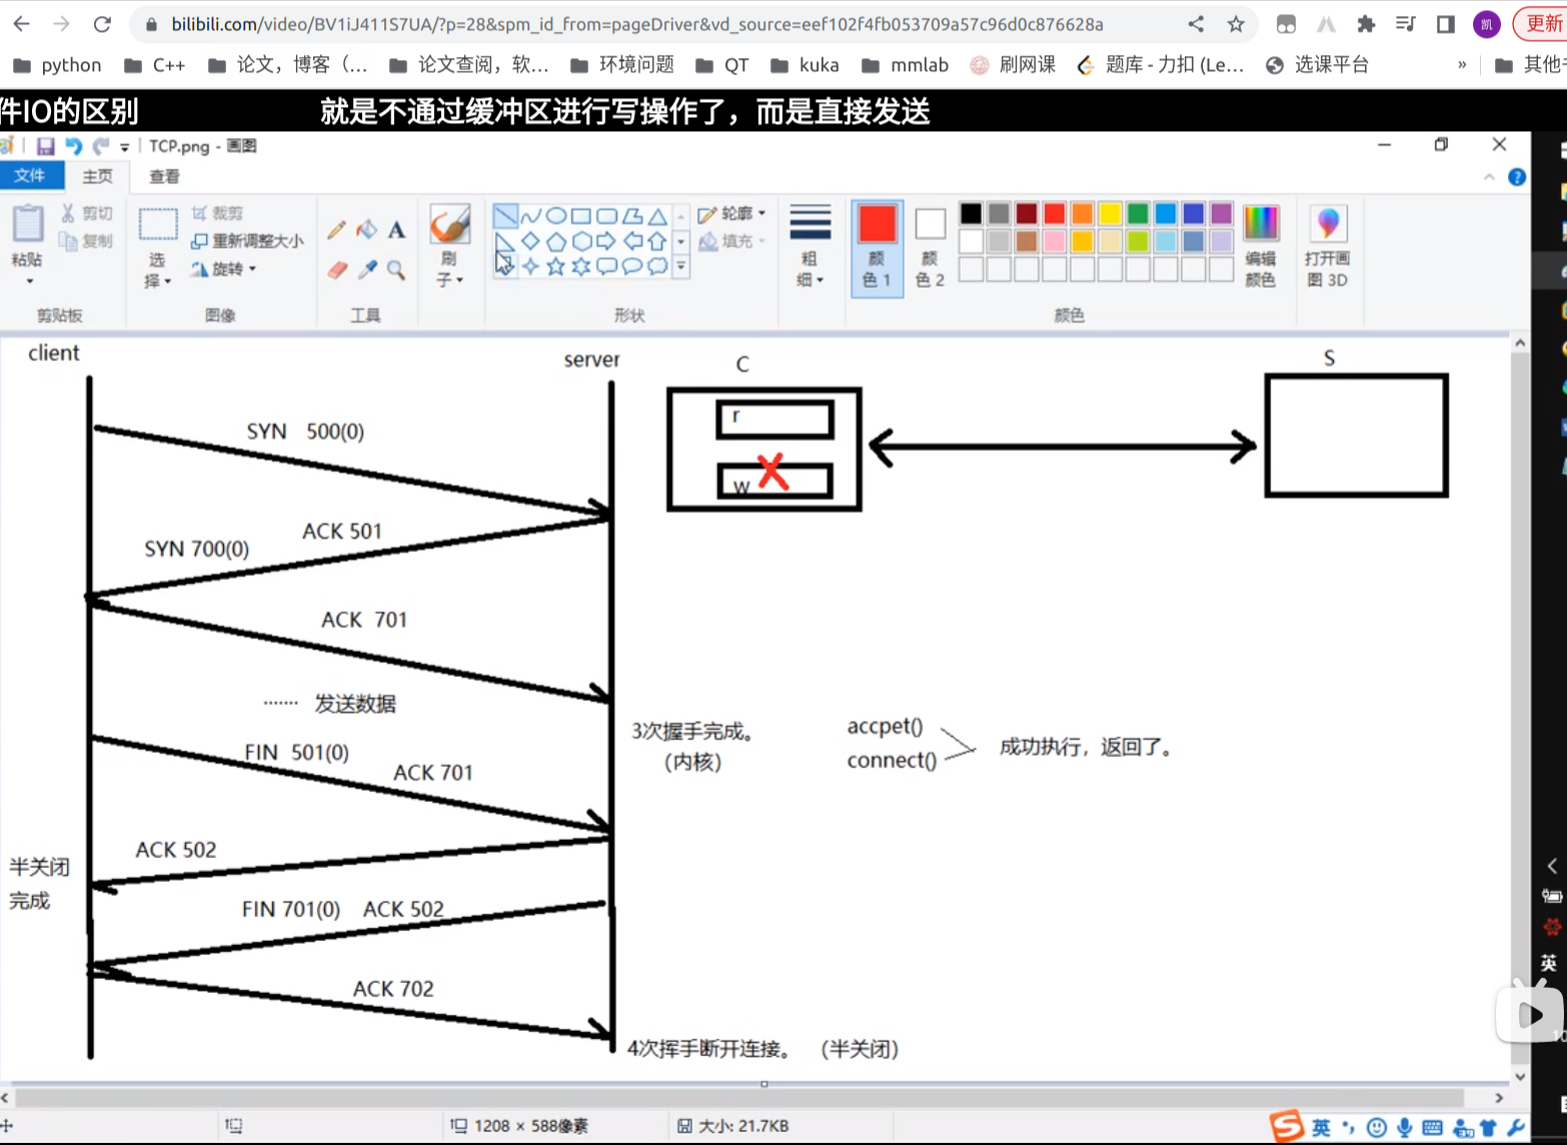 bilibili.com/video/BV1iJ411S7UA/?p=28&spm_id_from=pageDriver&vd_source=eef102f4fb053709a57c96d0c876628a
凯
更新
python
C++
论文，博客（...
论文查阅，软...
环境问题
QT
kuka
mmlab
刷网课
题库 - 力扣 (Le...
选课平台
»
其他
件IO的区别
就是不通过缓冲区进行写操作了，而是直接发送
TCP.png - 画图
文件
主页
查看
粘贴
剪切
复制
剪贴板
选
择
裁剪
重新调整大小
旋转
图像
A
工具
刷
子
轮廓
填充
形状
粗
细
颜
色 1
颜
色 2
编辑
颜色
颜色
打开画
图 3D
client
server
C
S
r
w
SYN 500(0)
ACK 501
SYN 700(0)
ACK 701
······· 发送数据
3次握手完成。
（内核）
accpet()
connect()
成功执行，返回了。
FIN 501(0)
ACK 701
ACK 502
半关闭
完成
FIN 701(0) ACK 502
ACK 702
4次挥手断开连接。 （半关闭）
英
1208 × 588像素
大小: 21.7KB
S
英